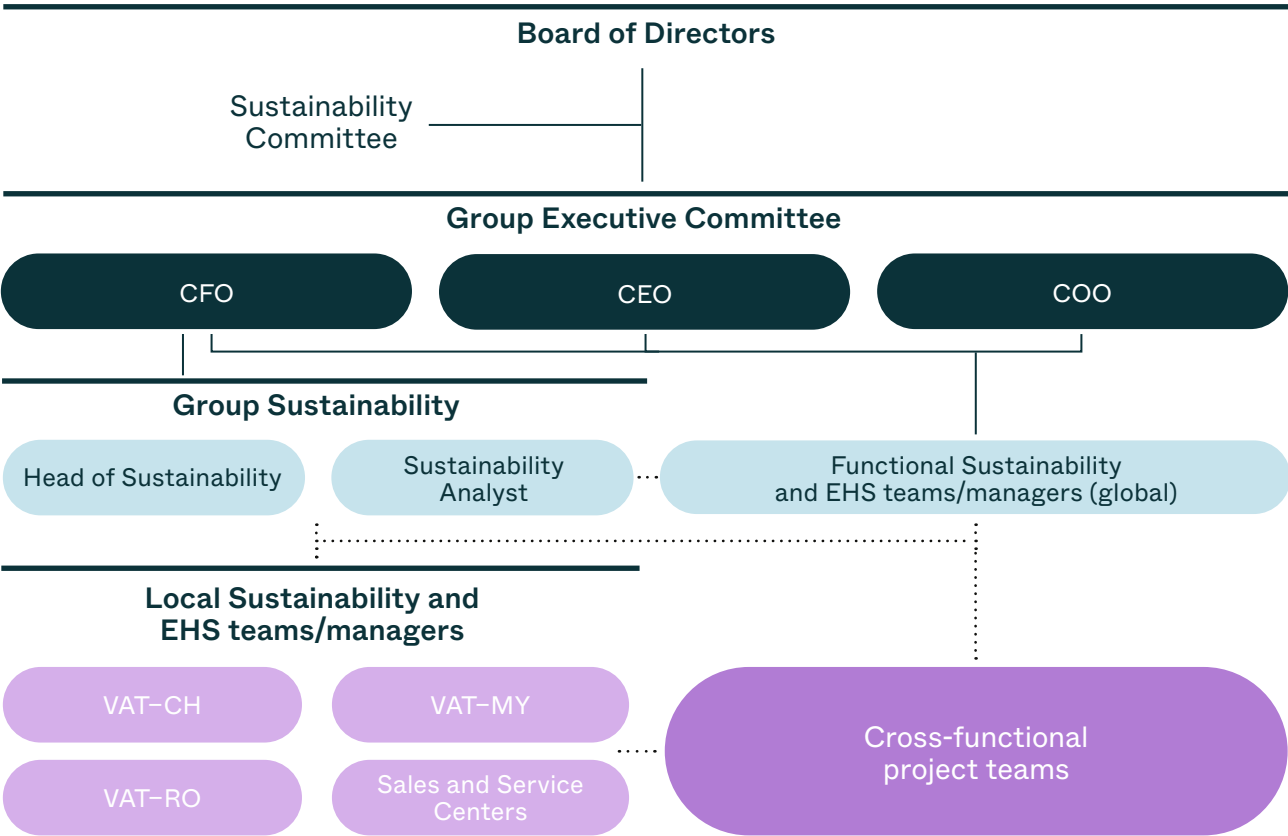 Board of Directors
Sustainability
Committee
Group Executive Committee
CFO
CEO
COO
Group Sustainability
Head of Sustainability
Sustainability
Analyst
Functional Sustainability
and EHS teams/managers (global)
Local Sustainability and
EHS teams/managers
VAT–CH
VAT–MY
VAT–RO
Sales and Service
Centers
Cross-functional
project teams